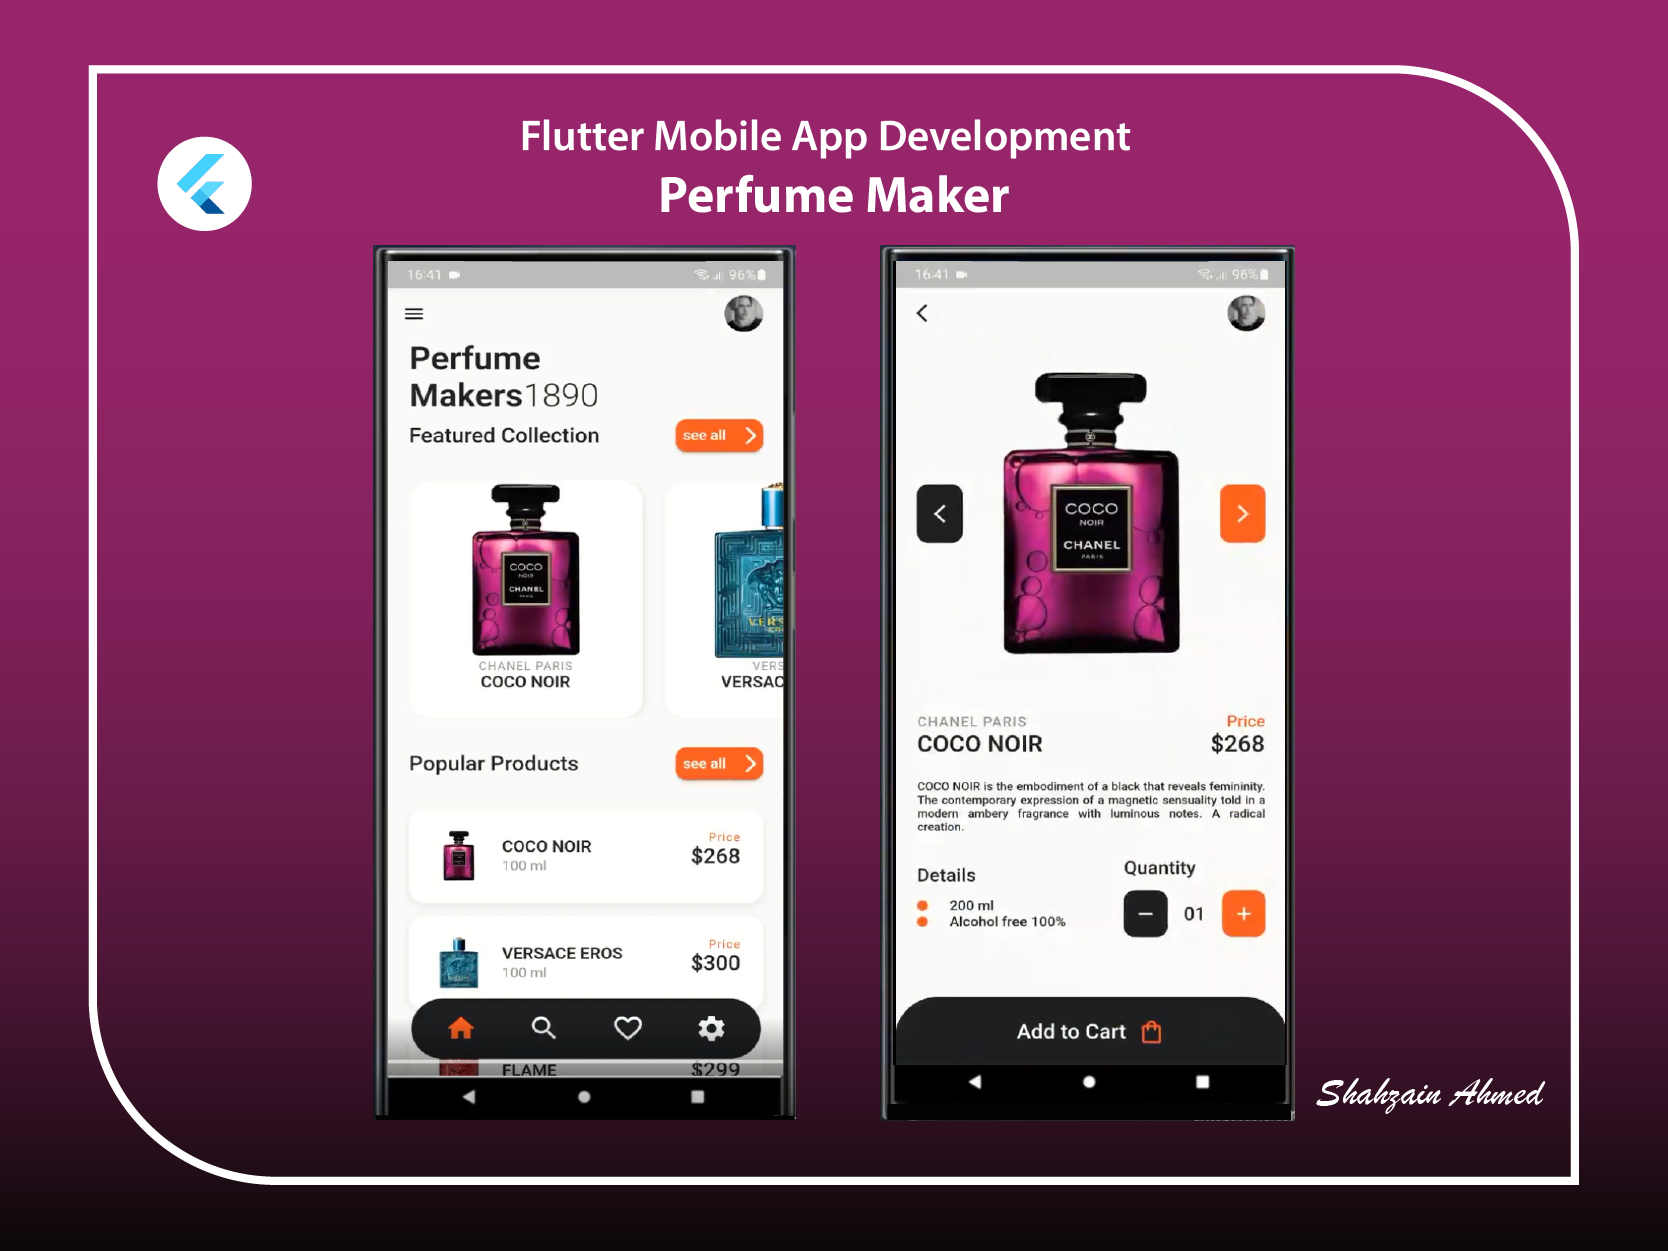 Flutter Mobile App Development
Perfume Maker
16:41
96%
Perfume
Makers1890
Featured Collection
see all
COCO
NOIR
CHANEL
PARIS
CHANEL PARIS
COCO NOIR
VERS
VERSAC
Popular Products
see all
COCO NOIR
100 ml
Price
$268
VERSACE EROS
100 ml
Price
$300
FLAME
$299
16:41
96%
COCO
NOIR
CHANEL
PARIS
CHANEL PARIS
COCO NOIR
Price
$268
COCO NOIR is the embodiment of a black that reveals femininity.
The contemporary expression of a magnetic sensuality told in a
modern ambery fragrance with luminous notes. A radical
creation.
Details
200 ml
Alcohol free 100%
Quantity
01
Add to Cart
Shahzain Ahmed